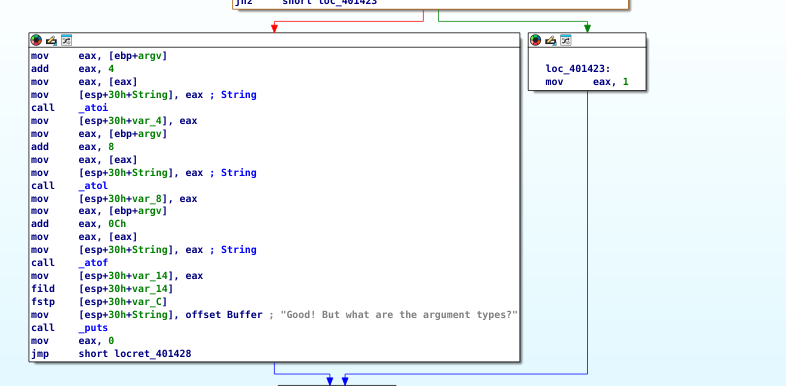 jnz     short loc_401423
mov     eax, [ebp+argv]
add     eax, 4
mov     eax, [eax]
mov     [esp+30h+String], eax ; String
call    _atoi
mov     [esp+30h+var_4], eax
mov     eax, [ebp+argv]
add     eax, 8
mov     eax, [eax]
mov     [esp+30h+String], eax ; String
call    _atol
mov     [esp+30h+var_8], eax
mov     eax, [ebp+argv]
add     eax, 0Ch
mov     eax, [eax]
mov     [esp+30h+String], eax ; String
call    _atof
mov     [esp+30h+var_14], eax
fild    [esp+30h+var_14]
fstp    [esp+30h+var_C]
mov     [esp+30h+String], offset Buffer ; "Good! But what are the argument types?"
call    _puts
mov     eax, 0
jmp     short locret_401428
loc_401423:
mov     eax, 1